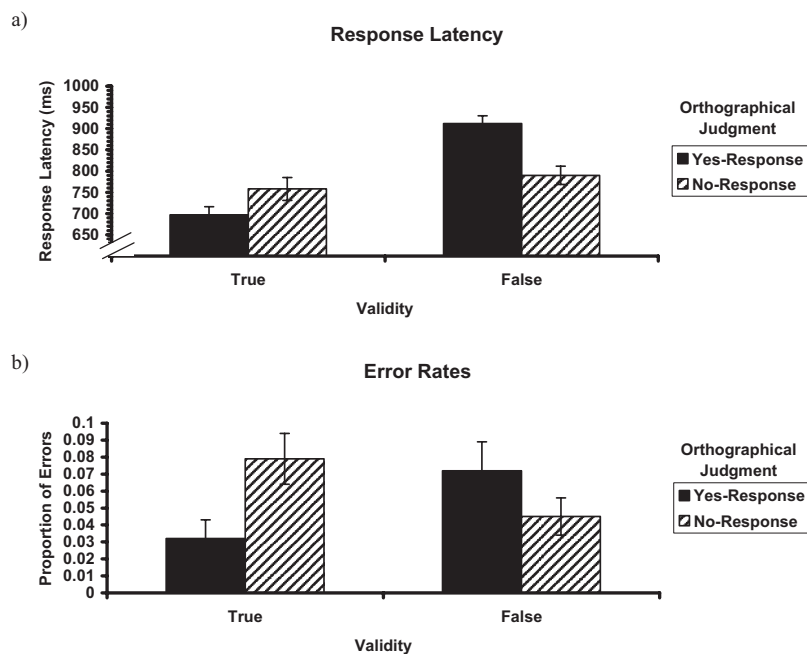 a)
Response Latency
Response Latency (ms)
1000
950
900
850
800
750
700
650
True
False
Validity
Orthographical
Judgment
Yes-Response
No-Response
b)
Error Rates
Proportion of Errors
0.1
0.09
0.08
0.07
0.06
0.05
0.04
0.03
0.02
0.01
0
True
False
Validity
Orthographical
Judgment
Yes-Response
No-Response